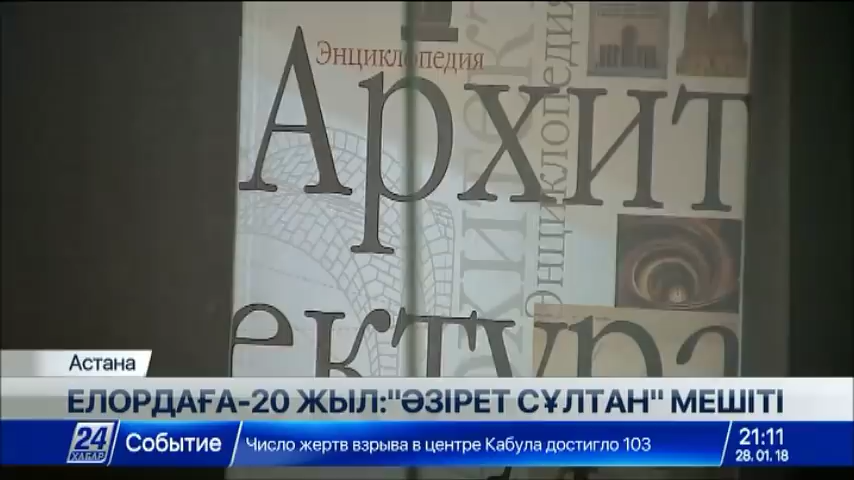 Энциклопедия
Архит
ектура
Архитек
Энциклопедия
Астана
ЕЛОРДАҒА-20 ЖЫЛ:"ӘЗІРЕТ СҰЛТАН" МЕШІТІ
24
ХАБАР
Событие
Число жертв взрыва в центре Кабула достигло 103
21:11
28.01.18